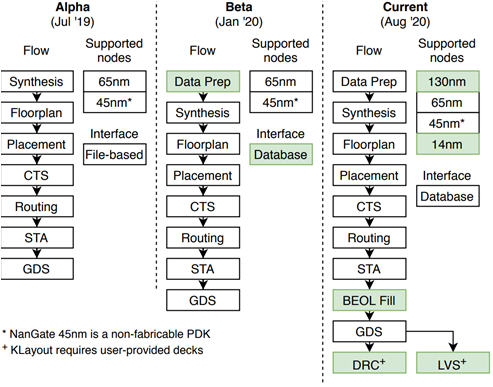 Alpha
(Jul '19)
Flow
Supported
nodes
Synthesis
Floorplan
Placement
CTS
Routing
STA
GDS
65nm
45nm*
Interface
File-based
Beta
(Jan '20)
Flow
Supported
nodes
Data Prep
Synthesis
Floorplan
Placement
CTS
Routing
STA
GDS
65nm
45nm*
Interface
Database
Current
(Aug '20)
Flow
Supported
nodes
Data Prep
Synthesis
Floorplan
Placement
CTS
Routing
STA
BEOL Fill
GDS
DRC+
LVS+
130nm
65nm
45nm*
14nm
Interface
Database
* NanGate 45nm is a non-fabricable PDK
+ KLayout requires user-provided decks